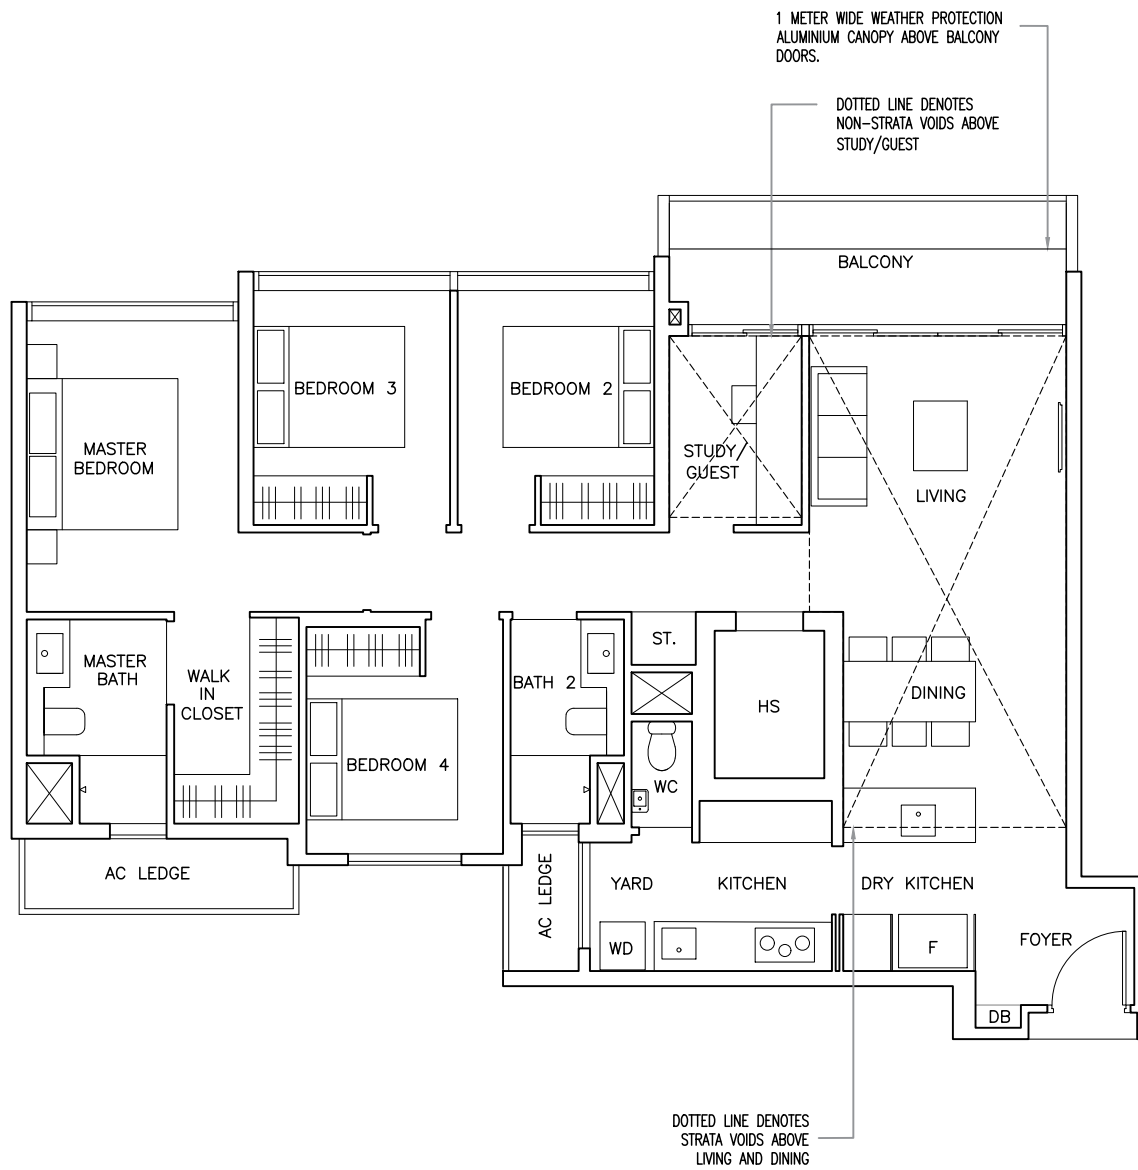 1 METER WIDE WEATHER PROTECTION
ALUMINIUM CANOPY ABOVE BALCONY
DOORS.
DOTTED LINE DENOTES
NON-STRATA VOIDS ABOVE
STUDY/GUEST
BALCONY
BEDROOM 3
BEDROOM 2
MASTER
BEDROOM
STUDY/
GUEST
LIVING
ST.
MASTER
BATH
WALK
IN
CLOSET
BATH 2
HS
DINING
BEDROOM 4
WC
AC LEDGE
AC LEDGE
YARD
KITCHEN
DRY KITCHEN
WD
F
FOYER
DB
DOTTED LINE DENOTES
STRATA VOIDS ABOVE
LIVING AND DINING